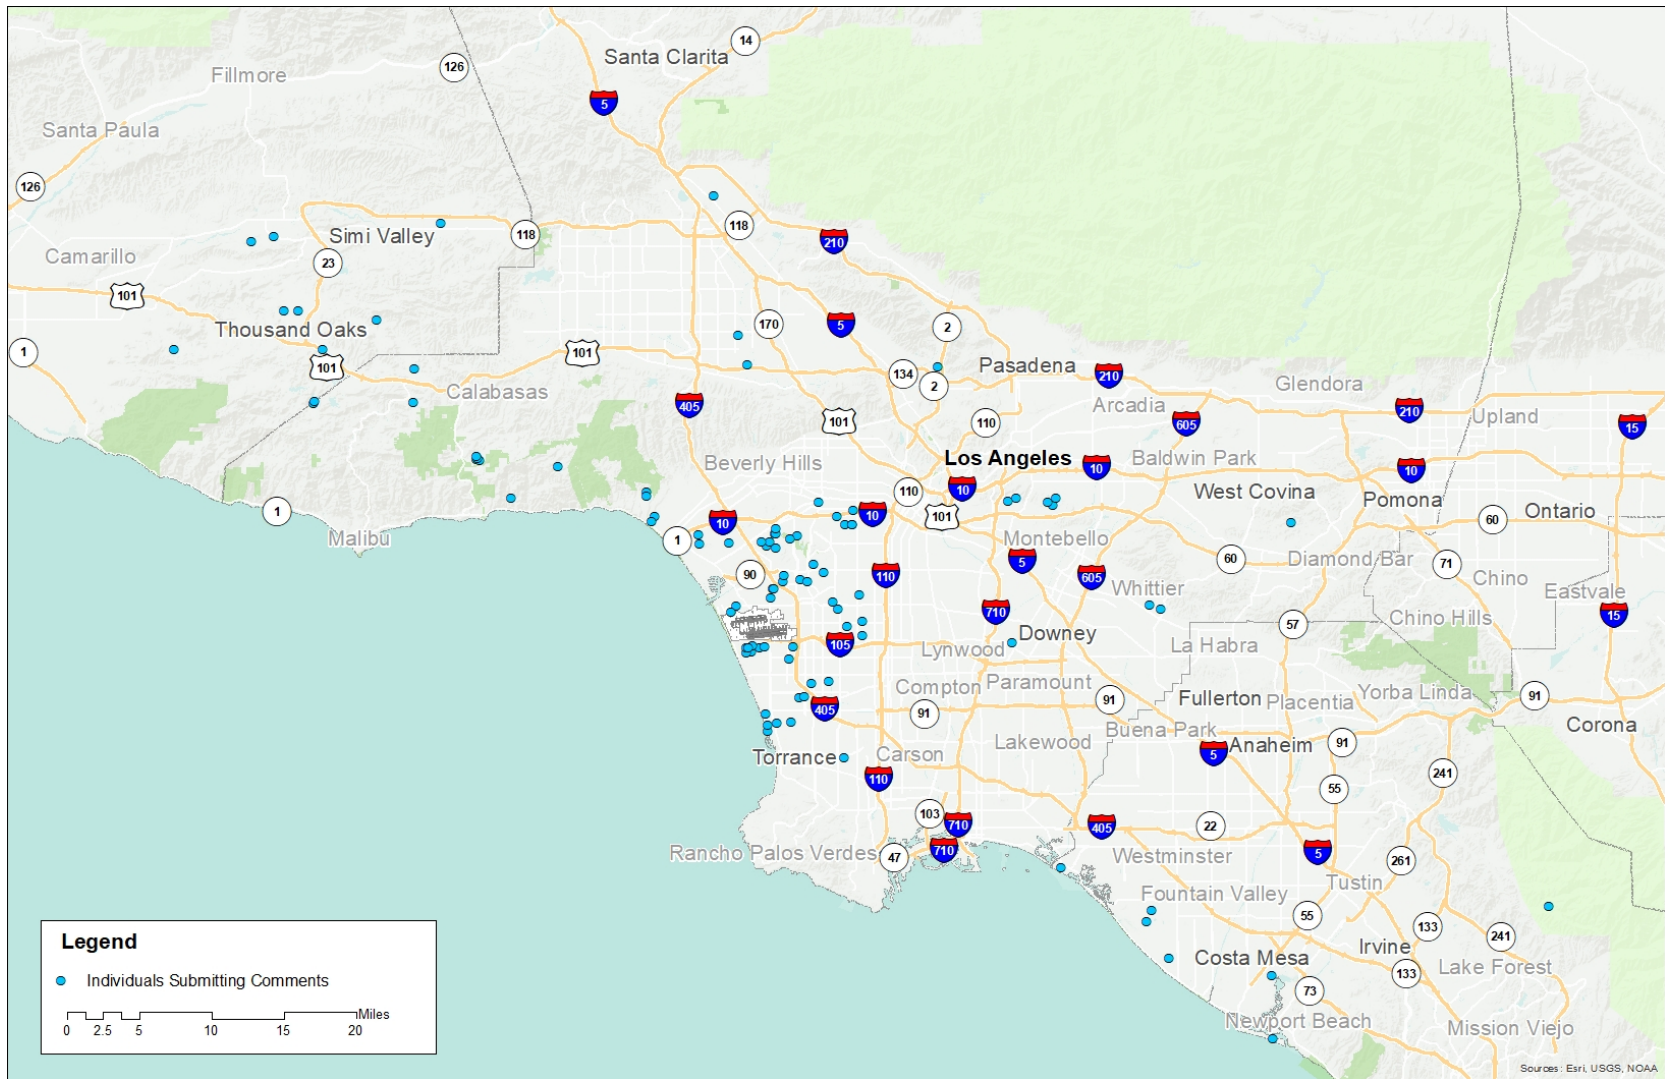 14
Santa Clarita
126
Fillmore
5
Santa Paula
126
118
118
Simi Valley
210
Camarillo
23
101
170
5
2
Thousand Oaks
1
101
101
134
2
Pasadena
210
Glendora
Calabasas
405
Arcadia
210
Upland
101
110
605
15
Beverly Hills
Los Angeles
10
Baldwin Park
10
110
10
West Covina
Pomona
1
10
10
101
60
Ontario
Malibu
1
Montebello
5
60
Diamond Bar
71
90
110
605
Whittier
Chino
Eastvale
710
15
Chino Hills
57
105
Downey
Lynwood
La Habra
Compton
Paramount
Fullerton
Placentia
Yorba Linda
91
405
91
91
Corona
Buena Park
91
Lakewood
Anaheim
5
Torrance
Carson
110
241
55
103
710
405
22
Rancho Palos Verdes
47
710
Westminster
5
261
Tustin
Fountain Valley
55
133
241
Irvine
Costa Mesa
133
Lake Forest
73
Newport Beach
Mission Viejo
Legend
Individuals Submitting Comments
Miles
0 2.5 5 10 15 20
Sources: Esri, USGS, NOAA